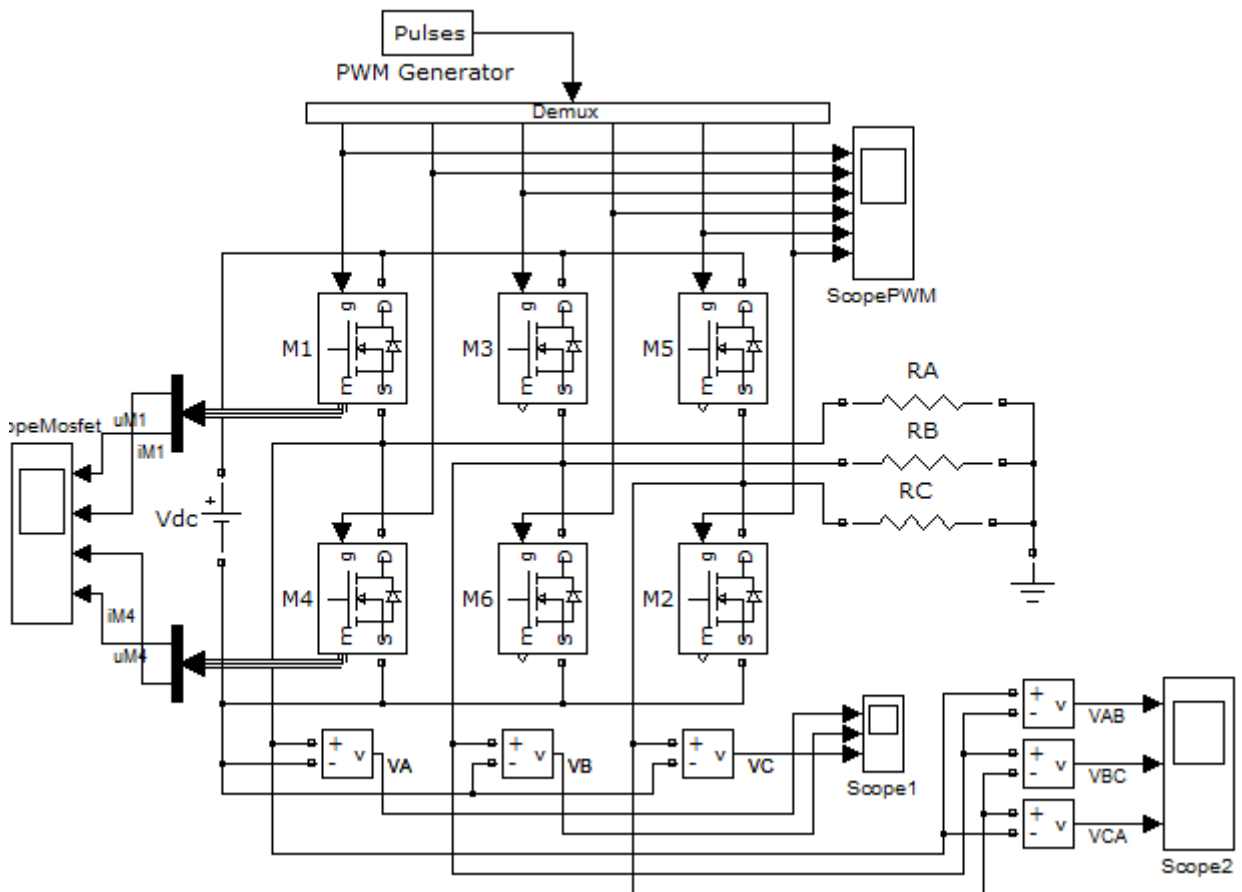 Pulses
PWM Generator
Demux
ScopePWM
g D
g D
g D
M1
M3
M5
m S
m S
m S
RA
RB
RC
opeMosfet
uM1
iM1
+
Vdc
g D
g D
g D
M4
M6
M2
m S
m S
m S
iM4
uM4
+
-
v
VA
+
-
v
VB
+
-
v
VC
Scope1
+
-
v
VAB
+
-
v
VBC
+
-
v
VCA
Scope2